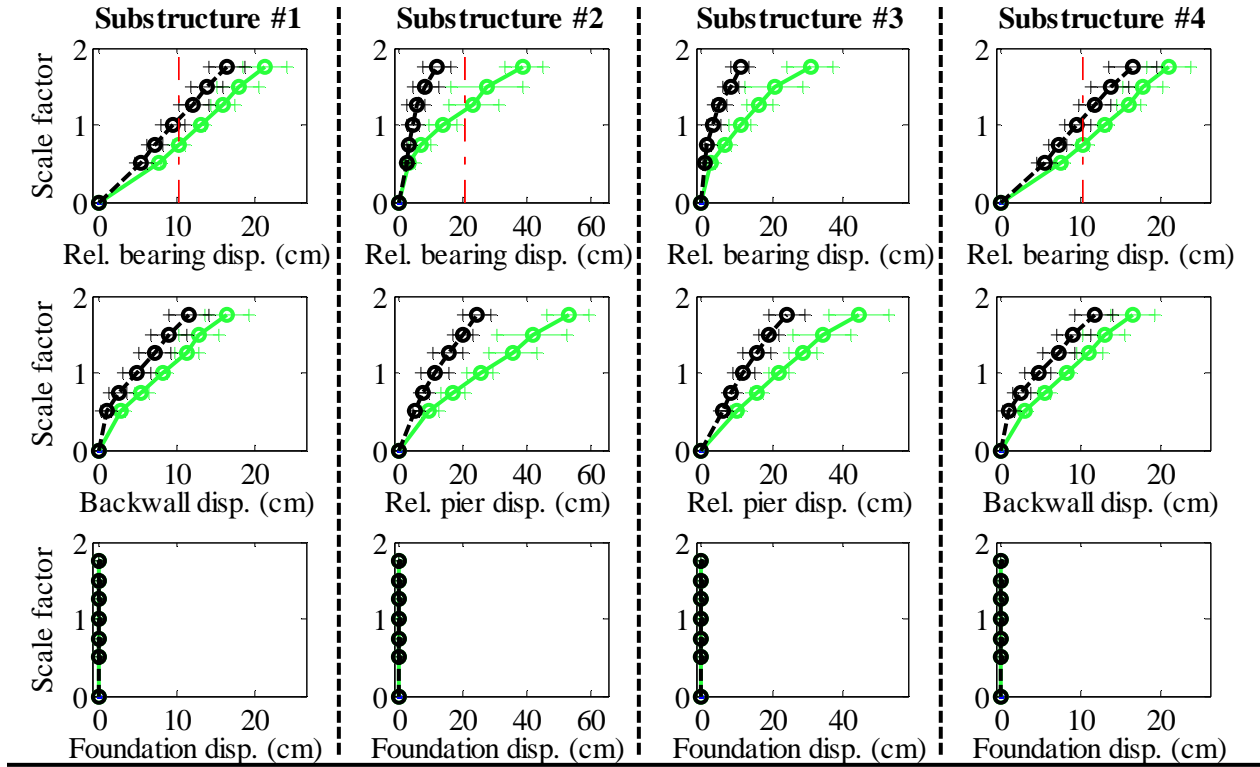 Substructure #1 Substructure #2 Substructure #3 Substructure #4
Scale factor
2 2 2 2
1 1 1 1
0 0 0 0
0 10 20 0 20 40 60 0 20 40 0 10 20
Rel. bearing disp. (cm) Rel. bearing disp. (cm) Rel. bearing disp. (cm) Rel. bearing disp. (cm)
Scale factor
2 2 2 2
1 1 1 1
0 0 0 0
0 10 20 0 20 40 60 0 20 40 0 10 20
Backwall disp. (cm) Rel. pier disp. (cm) Rel. pier disp. (cm) Backwall disp. (cm)
Scale factor
2 2 2 2
1 1 1 1
0 0 0 0
0 10 20 0 20 40 60 0 20 40 0 10 20
Foundation disp. (cm) Foundation disp. (cm) Foundation disp. (cm) Foundation disp. (cm)